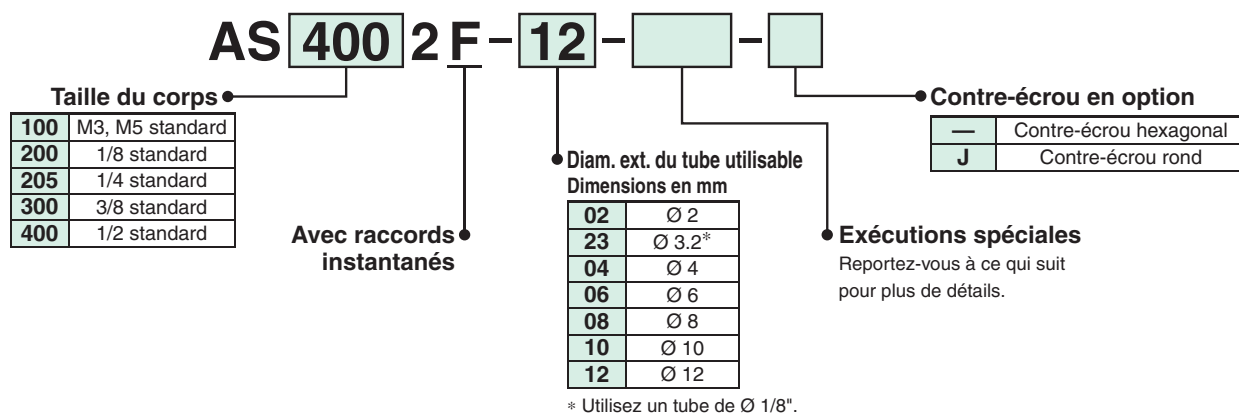 AS 400 2 F - 12 - -
Taille du corps
100 M3, M5 standard
200 1/8 standard
205 1/4 standard
300 3/8 standard
400 1/2 standard
Avec raccords
instantanés
Diam. ext. du tube utilisable
Dimensions en mm
02 Ø 2
23 Ø 3.2*
04 Ø 4
06 Ø 6
08 Ø 8
10 Ø 10
12 Ø 12
* Utilisez un tube de Ø 1/8".
Exécutions spéciales
Reportez-vous à ce qui suit
pour plus de détails.
Contre-écrou en option
— Contre-écrou hexagonal
J Contre-écrou rond